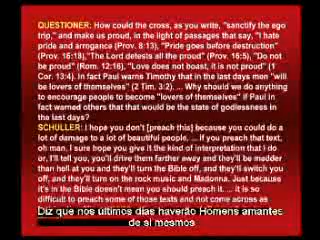 QUESTIONER: How could the cross, as you write, "sanctify the ego
trip," and make us proud, in the light of passages that say, "I hate
pride and arrogance (Prov. 8:13), "Pride goes before destruction"
(Prov. 16:18),"The Lord detests all the proud" (Prov. 16:5), "Do not
be proud" (Rom. 12:16), "Love does not boast, it is not proud" (1
Cor. 13:4). In fact Paul warns Timothy that in the last days men "will
be lovers of themselves" (2 Tim. 3:2). ... Why should we do anything
to encourage people to become "lovers of themselves" if Paul in
fact warned others that that would be the state of godlessness in
the last days?
SCHULLER: I hope you don't [preach this] because you could do a
lot of damage to a lot of beautiful people. ... If you preach that text,
oh man, I sure hope you give it the kind of interpretation that I do
or, I'll tell you, you'll drive them farther away and they'll be madder
than hell at you and they'll turn the Bible off, and they'll switch you
off, and they'll turn on the rock music and Madonna. Just because
it's in the Bible doesn't mean you should preach it. ... it is so
difficult to preach some of those texts and not come across as
Diz que nos últimos dias haverão Homens amantes
de si mesmos